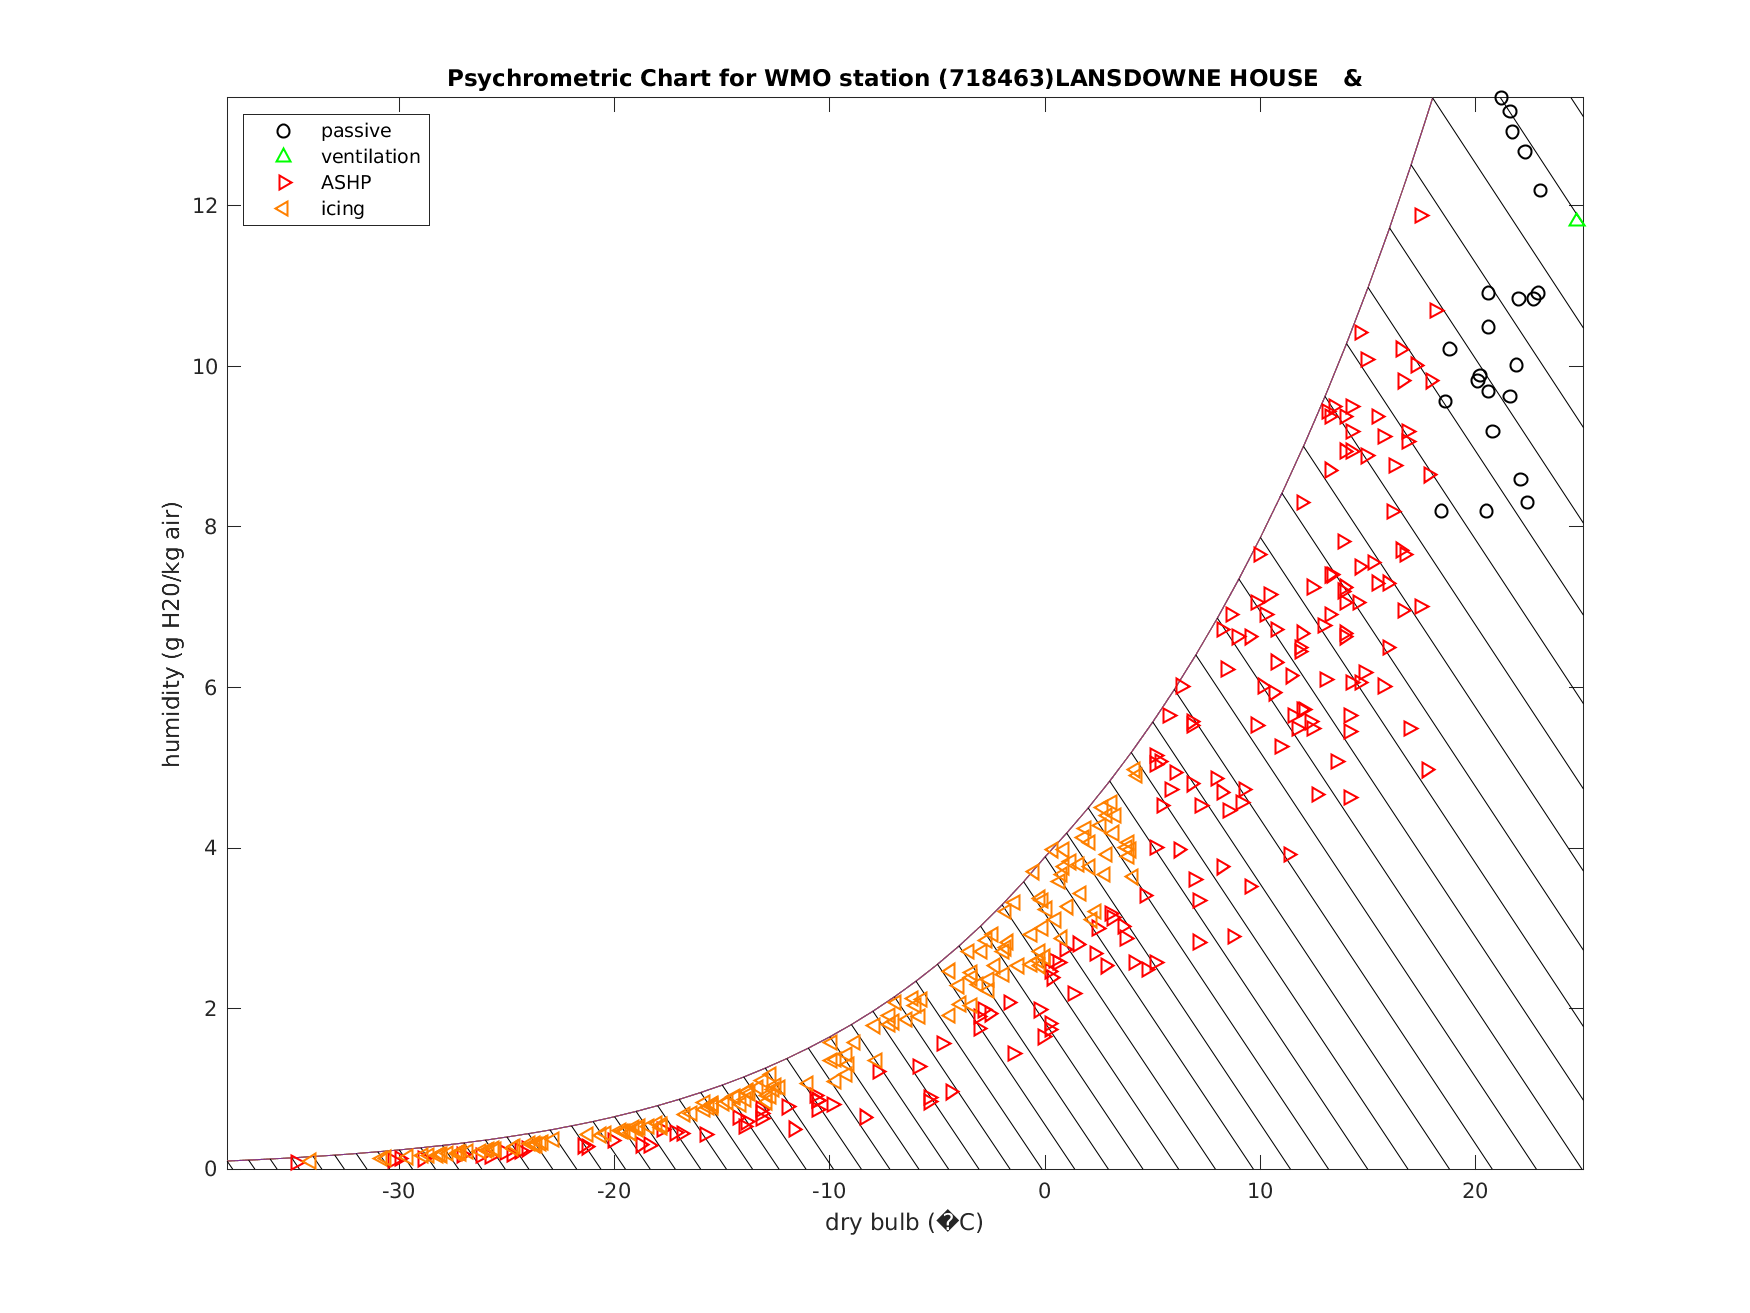 Psychrometric Chart for WMO station (718463)LANSDOWNE HOUSE &
passive
ventilation
ASHP
icing
humidity (g H20/kg air)
12
10
8
6
4
2
0
-30 -20 -10 0 10 20
dry bulb (�C)